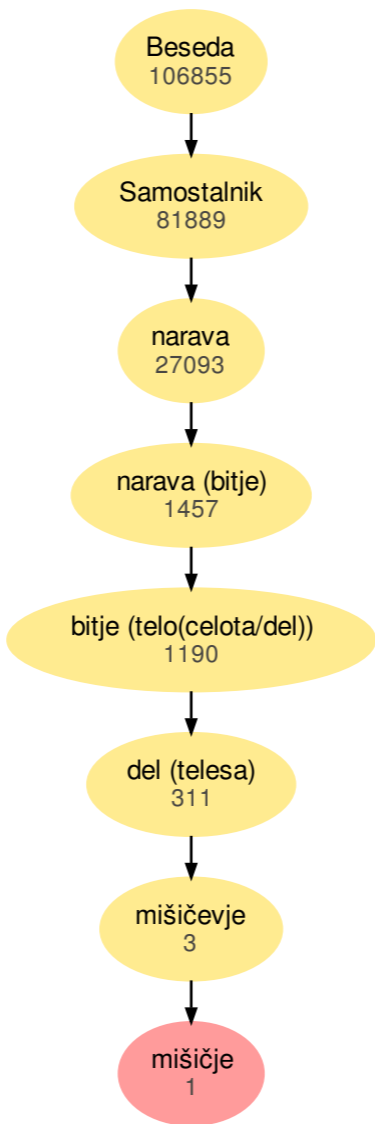 Beseda
106855
Samostalnik
81889
narava
27093
narava (bitje)
1457
bitje (telo(celota/del))
1190
del (telesa)
311
mišičevje
3
mišičje
1